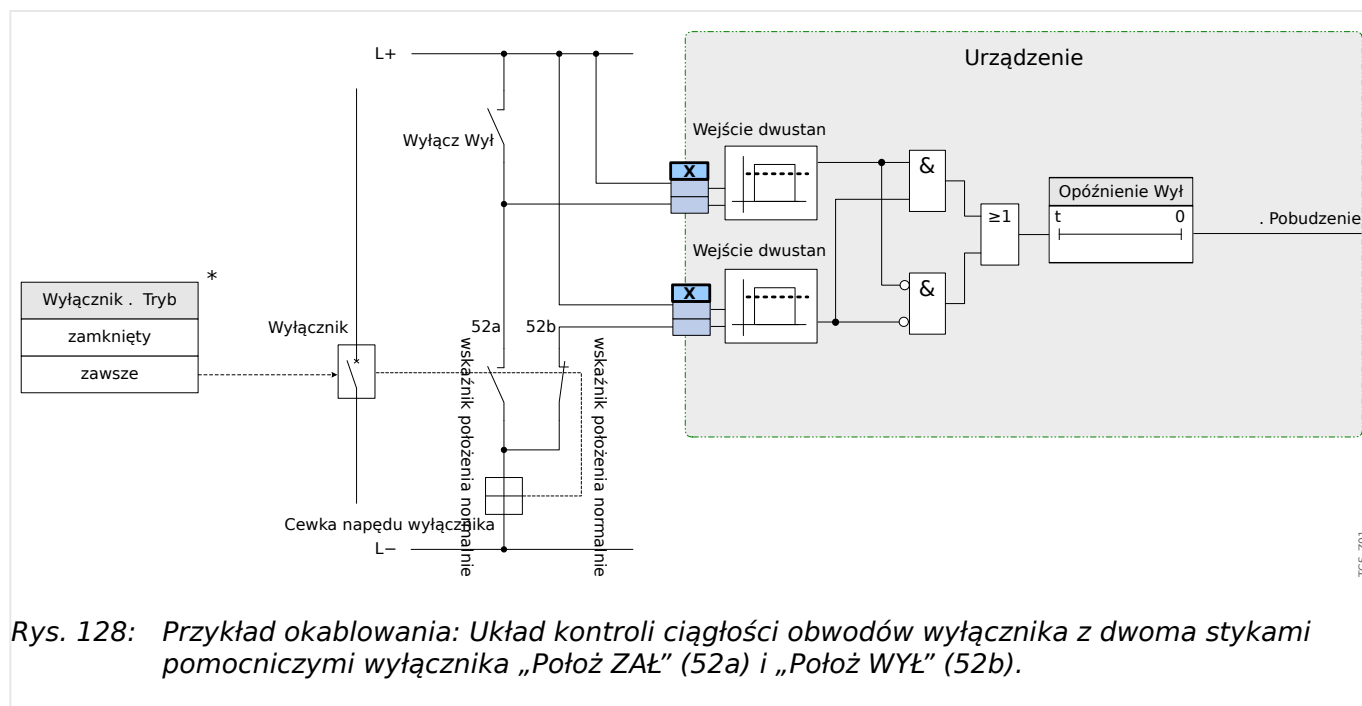 Urządzenie
L+
Wejście dwustan
Wyłącz Wył
X
&
Opóźnienie Wył
≥1
t 0
. Pobudzenie
Wejście dwustan
*
X
&
Wyłącznik . Tryb
zamknięty
zawsze
Wyłącznik
52a
52b
wskaźnik położenia normalnie
wskaźnik położenia normalnie
Cewka napędu wyłącznika
L−
Rys. 128: Przykład okablowania: Układ kontroli ciągłości obwodów wyłącznika z dwoma stykami
pomocniczymi wyłącznika „Położ ZAŁ” (52a) i „Położ WYŁ” (52b).